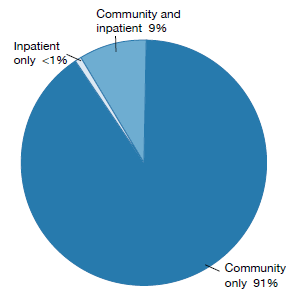 Community and
inpatient 9%
Inpatient
only <1%
Community
only 91%